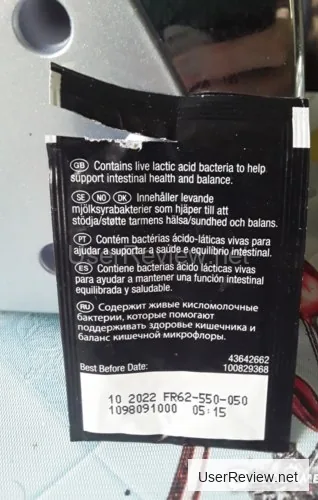 GB Contains live lactic acid bacteria to help
support intestinal health and balance.
SE NO DK Innehåller levande
mjölksyrabakterier som hjäper till att
stödja/støtte tarmens hälsa/sundhed och balans.
PT Contém bactérias ácido-láticas vivas para
ajudar a suportar a saúde e equilíbrio intestinal.
ES Contiene bacterias ácido lácticas vivas
para ayudar a mantener una función intestinal
equilibrada y saludable.
RU Содержит живые кисломолочные
бактерии, которые помогают
поддерживать здоровье кишечника и
баланс кишечной микрофлоры.
43642662
Best Before Date: 100829368
10 2022 FR62-550-050
1098091000 05:15
UserReview.net
UserReview.net